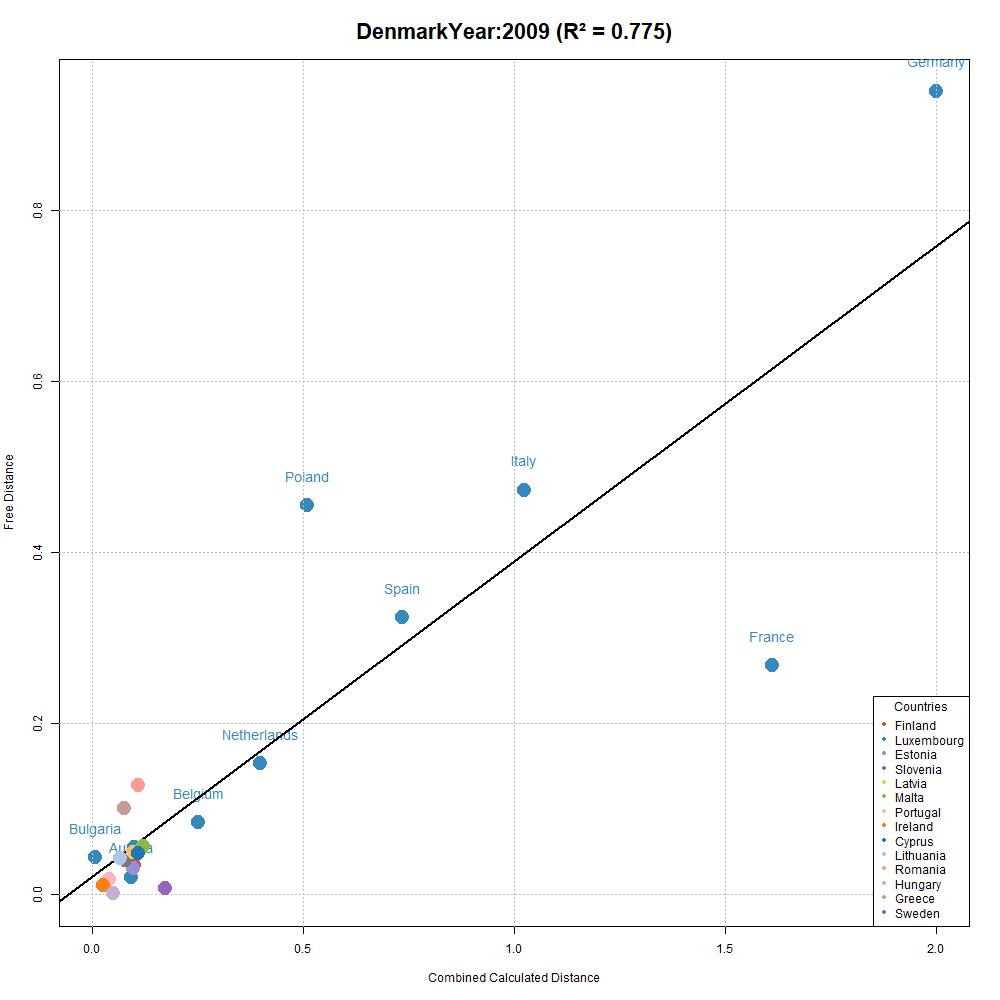 DenmarkYear:2009 (R² = 0.775)
Germany
0.8
0.6
Free Distance
Italy
Poland
0.4
Spain
France
0.2
Netherlands
Belgium
Bulgaria
Austria
0.0
Countries
Finland
Luxembourg
Estonia
Slovenia
Latvia
Malta
Portugal
Ireland
Cyprus
Lithuania
Romania
Hungary
Greece
Sweden
0.0 0.5 1.0 1.5 2.0
Combined Calculated Distance